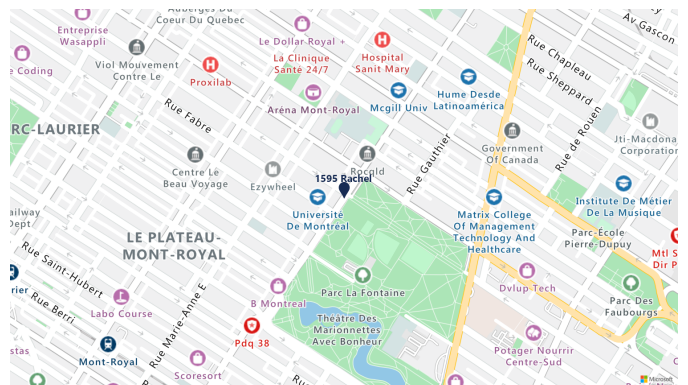 Auberges Du
Coeur Du Quebec
Entreprise
Wasappli
Le Dollar Royal +
Av Gascon
Rue Chapleau
Hospital
Sanit Mary
La Clinique
Santé 24/7
Viol Mouvement
Contre Le
e Coding
Proxilab
Rue Sheppard
Hume Desde
Latinoamérica
Mcgill Univ
Aréna Mont-Royal
Rue Fabre
Rue de Rouen
RC-LAURIER
Jti-Macdona
Corporation
Government
Of Canada
Rue Gauthier
Rocgld
Centre Le
Beau Voyage
Ezywheel
1595 Rachel
Institute De Métier
De La Musique
Université
De Montréal
Matrix College
Of Management
Technology And
Healthcare
ailway
Dept
LE PLATEAU-
MONT-ROYAL
Parc-École
Pierre-Dupuy
Mtl S
Dir P
Rue Saint-Hubert
rier
Parc La Fontaine
Dvlup Tech
Rue Berri
Labo Course
Rue Marie-Anne E
B Montreal
Parc Des
Faubourgs
Théâtre Des
Marionnettes
Avec Bonheur
Pdq 38
stas
Mont-Royal
Scoresort
Potager Nourrir
Centre-Sud
Microsoft